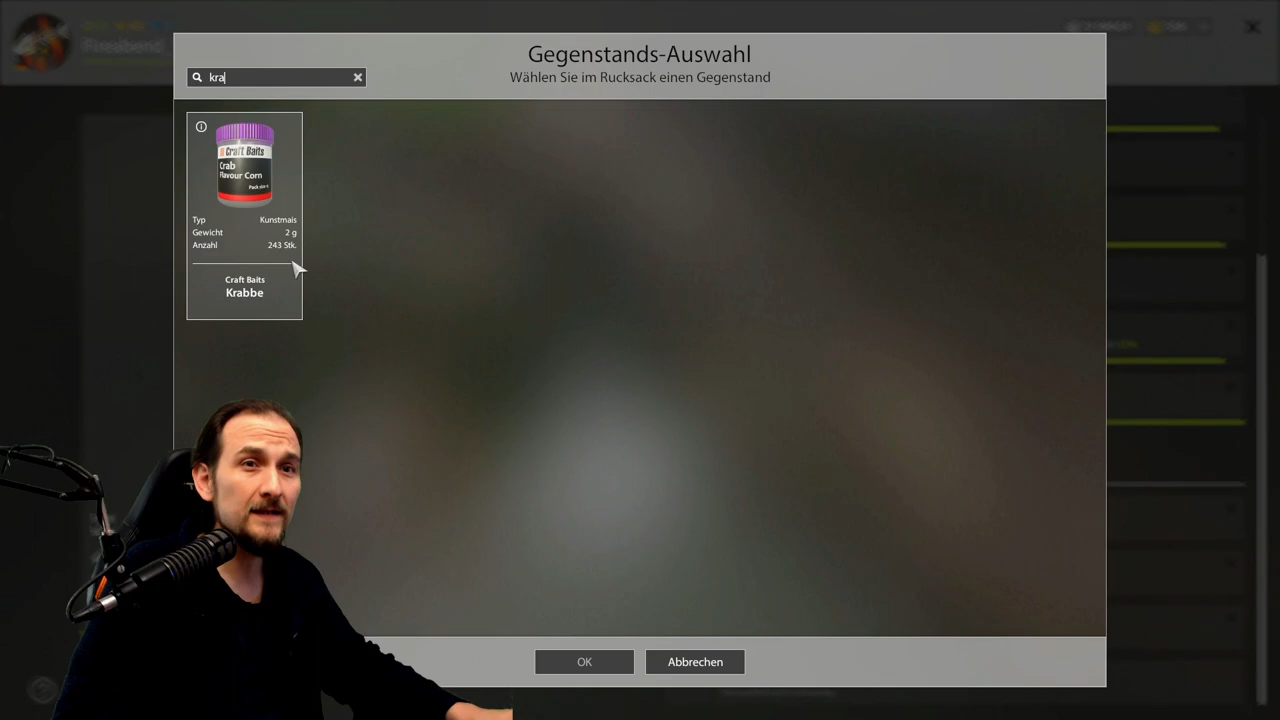 Gegenstands-Auswahl
Wählen Sie im Rucksack einen Gegenstand
kra
Craft Baits
Crab
Flavour Corn
Typ Kunstmais
Gewicht 2 g
Anzahl 243 Stk.
Craft Baits
Krabbe
OK
Abbrechen